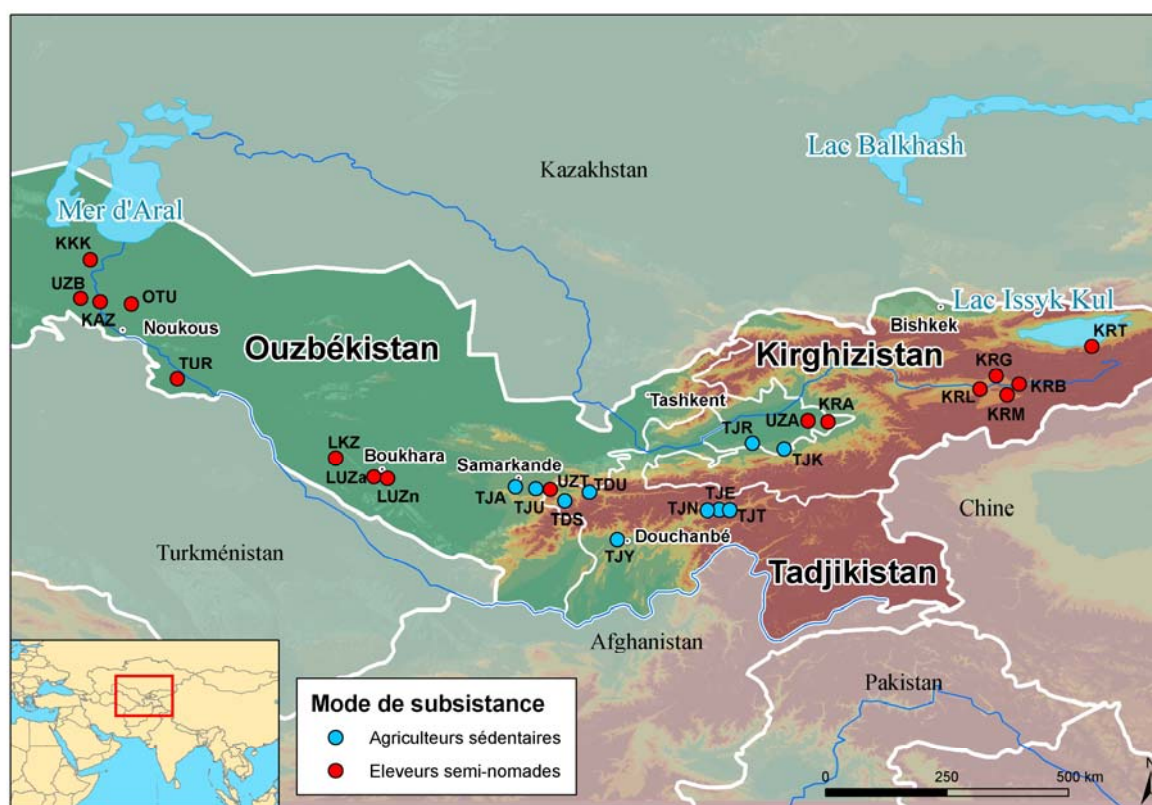 Lac Balkhash
Kazakhstan
Mer d'Aral
KKK
UZB
KAZ
OTU
Noukous
TUR
Ouzbékistan
Lac Issyk Kul
Bishkek
KRT
Kirghizistan
KRG
KRB
KRL
KRM
Tashkent
UZA
KRA
TJR
TJK
LKZ
Boukhara
LUZa
LUZn
Samarkande
TJA
TJU
UZT
TDU
TDS
TJE
TJN
TJT
TJY
Douchanbé
Chine
Turkménistan
Tadjikistan
Afghanistan
Pakistan
Mode de subsistance
Agriculteurs sédentaires
Eleveurs semi-nomades
0 250 500 km
N